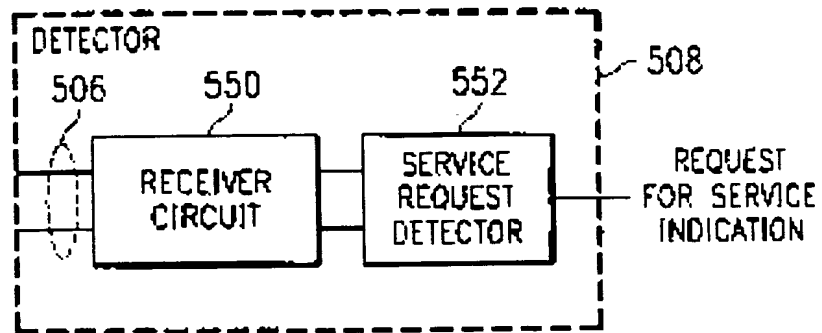 DETECTOR
508
506
550
552
RECEIVER
CIRCUIT
SERVICE
REQUEST
DETECTOR
REQUEST
FOR SERVICE
INDICATION